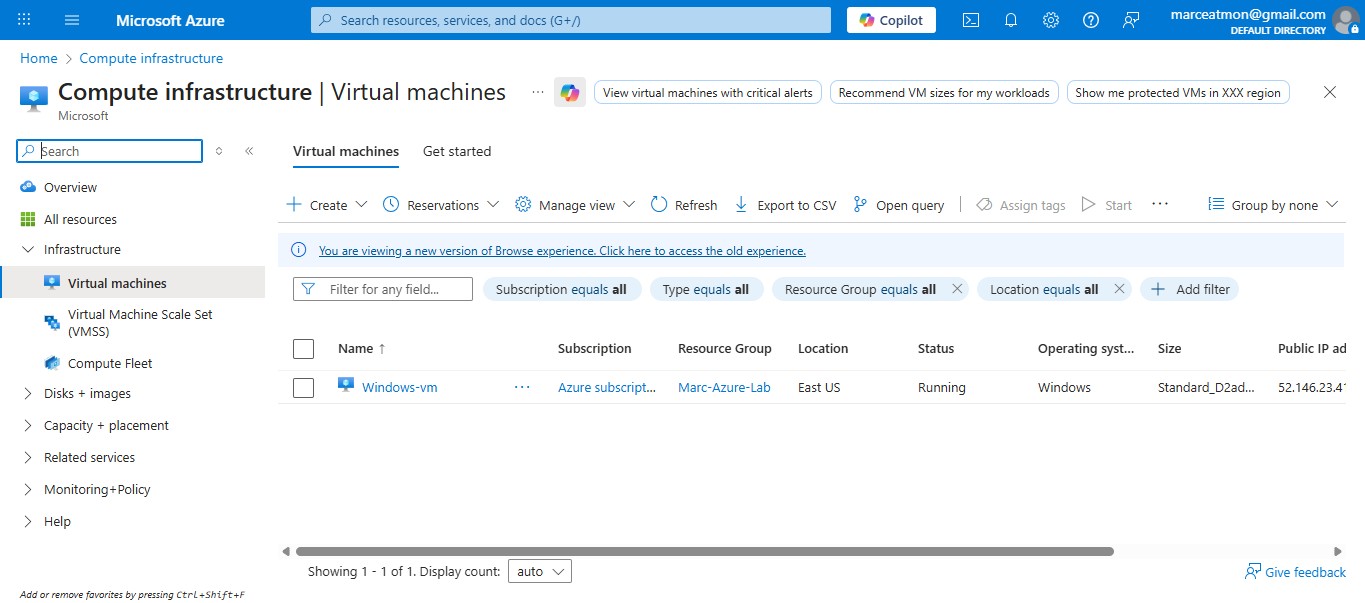 Microsoft Azure
Search resources, services, and docs (G+/)
Copilot
marceatmon@gmail.com
DEFAULT DIRECTORY
Home > Compute infrastructure
Compute infrastructure | Virtual machines
...
View virtual machines with critical alerts
Recommend VM sizes for my workloads
Show me protected VMs in XXX region
Microsoft
Search
Overview
All resources
Infrastructure
Virtual machines
Virtual Machine Scale Set
(VMSS)
Compute Fleet
Disks + images
Capacity + placement
Related services
Monitoring+Policy
Help
Add or remove favorites by pressing Ctrl+Shift+F
Virtual machines Get started
Create Reservations Manage view Refresh Export to CSV Open query Assign tags Start ... Group by none
You are viewing a new version of Browse experience. Click here to access the old experience.
Filter for any field... Subscription equals all Type equals all Resource Group equals all Location equals all Add filter
Name ↑ Subscription Resource Group Location Status Operating syst... Size Public IP ad
Windows-vm ... Azure subscript... Marc-Azure-Lab East US Running Windows Standard_D2ad... 52.146.23.41
Showing 1 - 1 of 1. Display count: auto
Give feedback